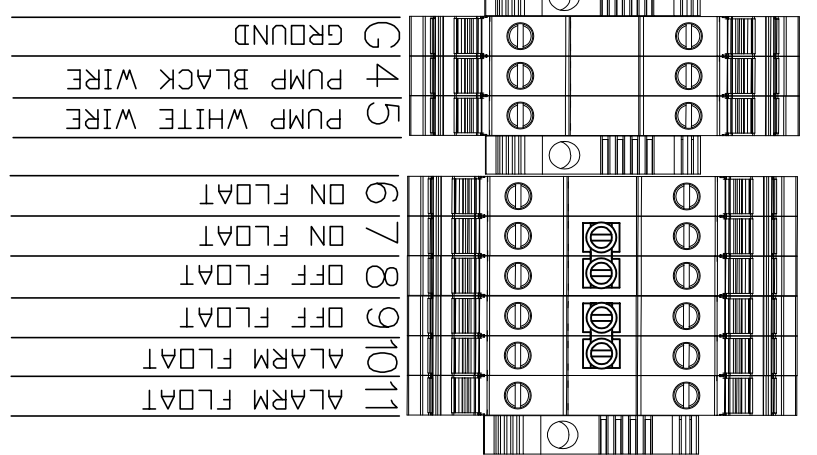 G GROUND
4 PUMP BLACK WIRE
5 PUMP WHITE WIRE
6 ON FLOAT
7 ON FLOAT
8 OFF FLOAT
9 OFF FLOAT
10 ALARM FLOAT
11 ALARM FLOAT